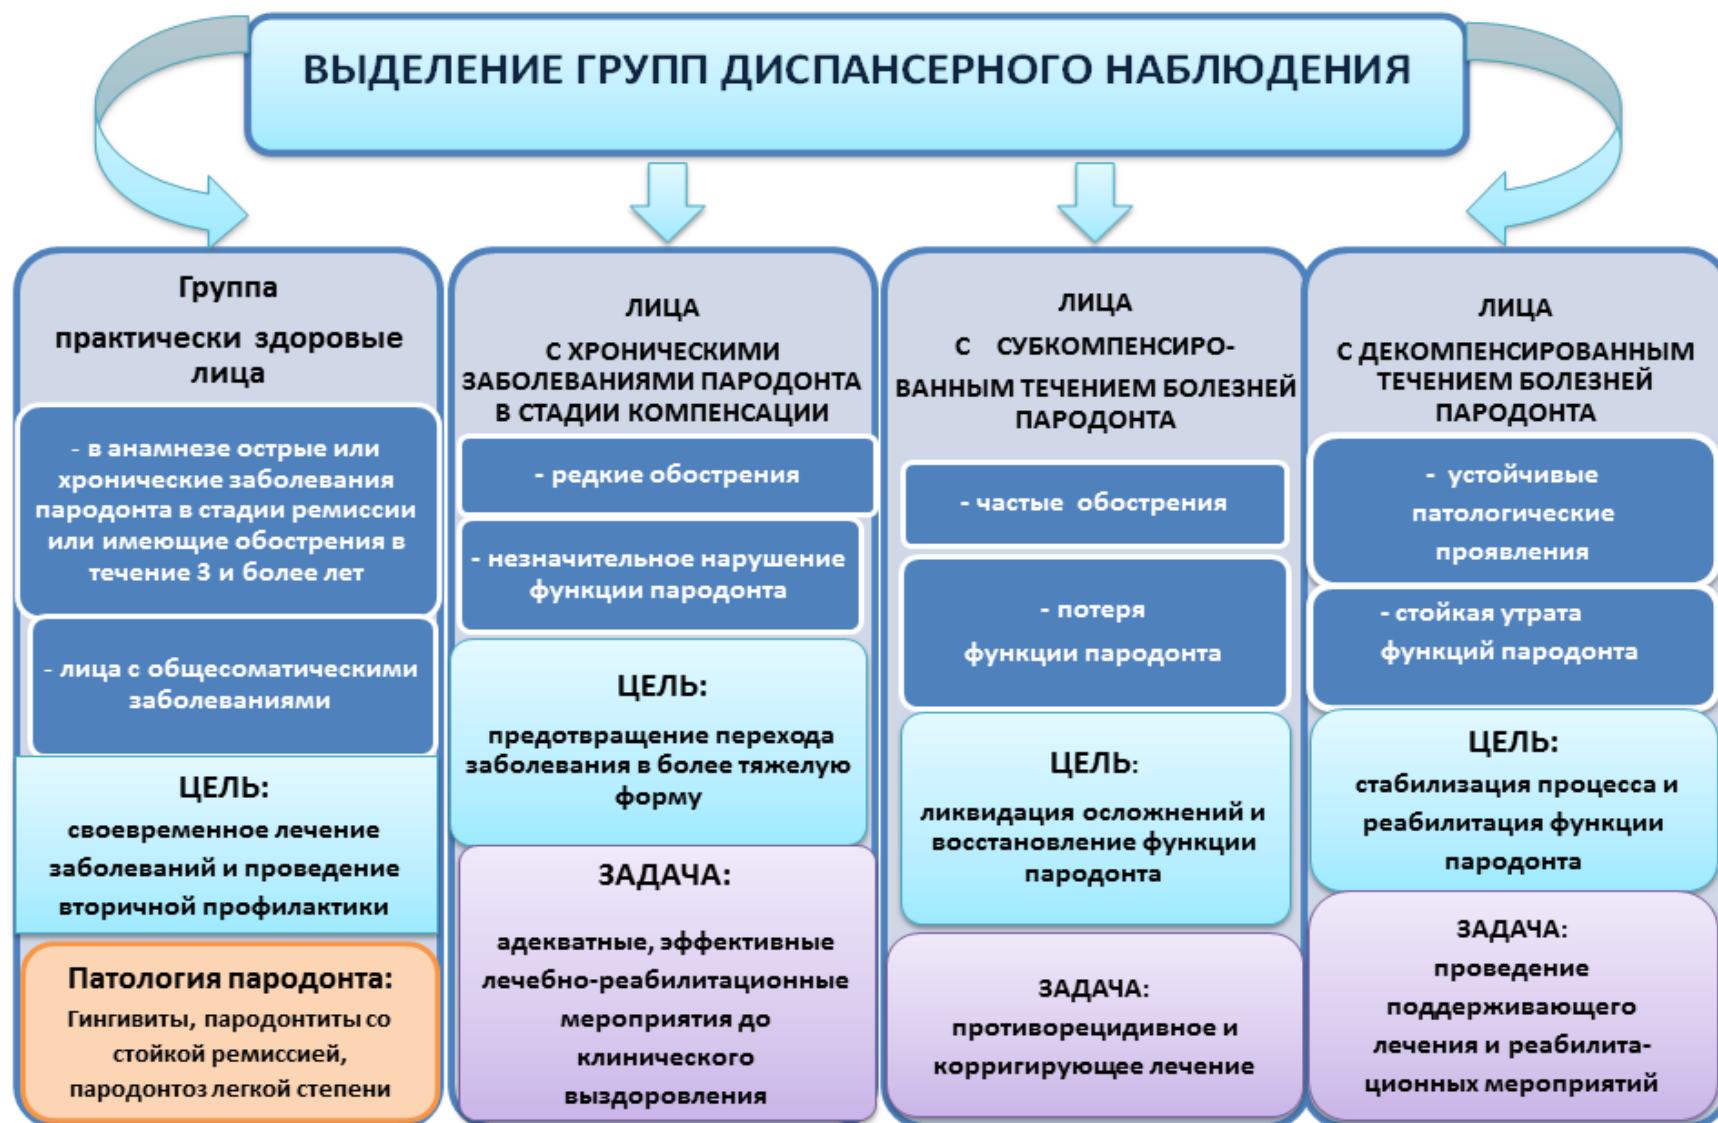 ВЫДЕЛЕНИЕ ГРУПП ДИСПАНСЕРНОГО НАБЛЮДЕНИЯ
Группа
практически здоровые
лица
- в анамнезе острые или
хронические заболевания
пародонта в стадии ремиссии
или имеющие обострения в
течение 3 и более лет
- лица с общесоматическими
заболеваниями
ЦЕЛЬ:
своевременное лечение
заболеваний и проведение
вторичной профилактики
Патология пародонта:
Гингивиты, пародонтиты со
стойкой ремиссией,
пародонтоз легкой степени
ЛИЦА
С ХРОНИЧЕСКИМИ
ЗАБОЛЕВАНИЯМИ ПАРОДОНТА
В СТАДИИ КОМПЕНСАЦИИ
- редкие обострения
- незначительное нарушение
функции пародонта
ЦЕЛЬ:
предотвращение перехода
заболевания в более тяжелую
форму
ЗАДАЧА:
адекватные, эффективные
лечебно-реабилитационные
мероприятия до
клинического
выздоровления
ЛИЦА
С СУБКОМПЕНСИРО-
ВАННЫМ ТЕЧЕНИЕМ БОЛЕЗНЕЙ
ПАРОДОНТА
- частые обострения
- потеря
функции пародонта
ЦЕЛЬ:
ликвидация осложнений и
восстановление функции
пародонта
ЗАДАЧА:
противорецидивное и
корригирующее лечение
ЛИЦА
С ДЕКОМПЕНСИРОВАННЫМ
ТЕЧЕНИЕМ БОЛЕЗНЕЙ
ПАРОДОНТА
- устойчивые
патологические
проявления
- стойкая утрата
функций пародонта
ЦЕЛЬ:
стабилизация процесса и
реабилитация функции
пародонта
ЗАДАЧА:
проведение
поддерживающего
лечения и реабилита-
ционных мероприятий